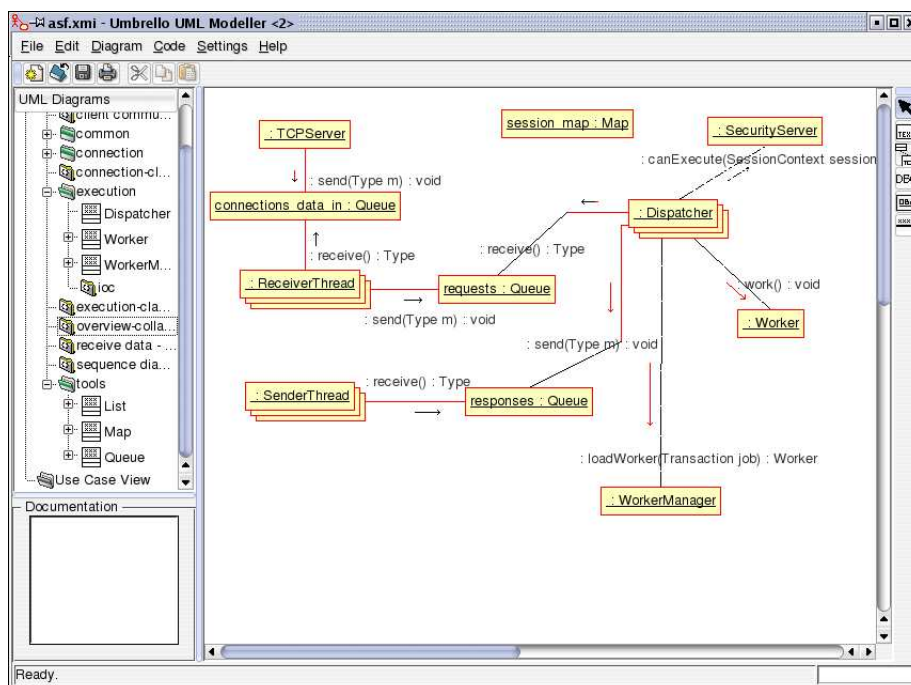 asf.xmi - Umbrello UML Modeller <2>
File Edit Diagram Code Settings Help
UML Diagrams
client commu...
common
connection
connection-cl...
execution
Dispatcher
Worker
WorkerM...
ioc
execution-cla...
overview-colla...
receive data - ...
sequence dia...
tools
List
Map
Queue
Use Case View
Documentation
_: TCPServer
session_map : Map
_: SecurityServer
: canExecute(SessionContext session
: send(Type m) : void
connections_data_in : Queue
_: Dispatcher
: receive() : Type
: receive() : Type
_: ReceiverThread
requests : Queue
: work() : void
: send(Type m) : void
_: Worker
: send(Type m) : void
: receive() : Type
_: SenderThread
responses : Queue
: loadWorker(Transaction job) : Worker
_: WorkerManager
Ready.